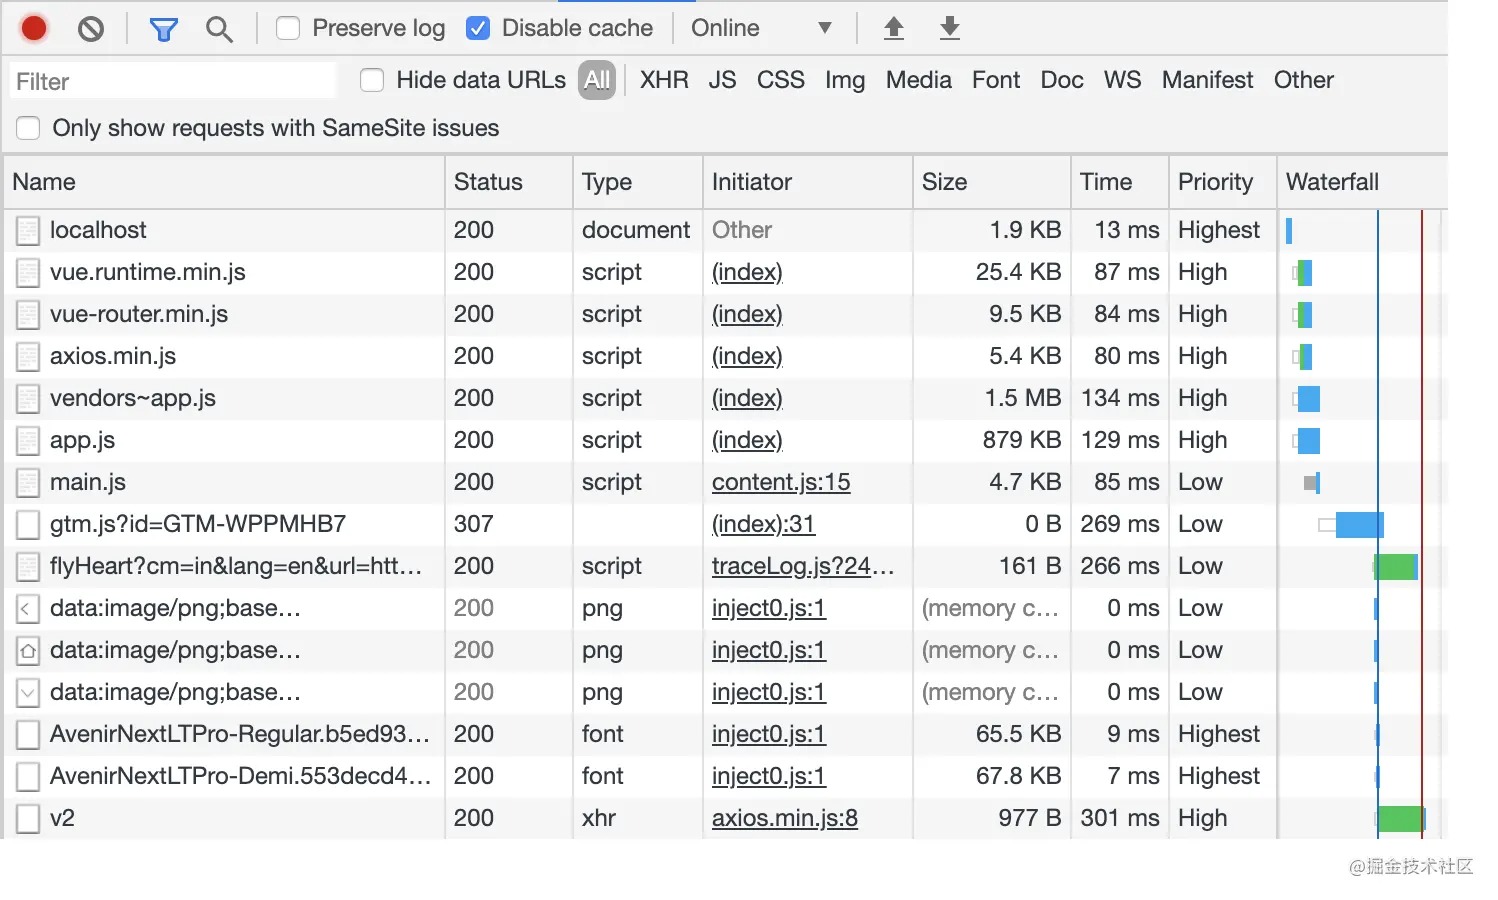 Preserve log Disable cache Online
Filter Hide data URLs All XHR JS CSS Img Media Font Doc WS Manifest Other
Only show requests with SameSite issues
Name Status Type Initiator Size Time Priority Waterfall
localhost 200 document Other 1.9 KB 13 ms Highest
vue.runtime.min.js 200 script (index) 25.4 KB 87 ms High
vue-router.min.js 200 script (index) 9.5 KB 84 ms High
axios.min.js 200 script (index) 5.4 KB 80 ms High
vendors~app.js 200 script (index) 1.5 MB 134 ms High
app.js 200 script (index) 879 KB 129 ms High
main.js 200 script content.js:15 4.7 KB 85 ms Low
gtm.js?id=GTM-WPPMHB7 307 (index):31 0 B 269 ms Low
flyHeart?cm=in&lang=en&url=htt... 200 script traceLog.js?24... 161 B 266 ms Low
data:image/png;base... 200 png inject0.js:1 (memory c... 0 ms Low
data:image/png;base... 200 png inject0.js:1 (memory c... 0 ms Low
data:image/png;base... 200 png inject0.js:1 (memory c... 0 ms Low
AvenirNextLTPro-Regular.b5ed93... 200 font inject0.js:1 65.5 KB 9 ms Highest
AvenirNextLTPro-Demi.553decd4... 200 font inject0.js:1 67.8 KB 7 ms Highest
v2 200 xhr axios.min.js:8 977 B 301 ms High
@掘金技术社区